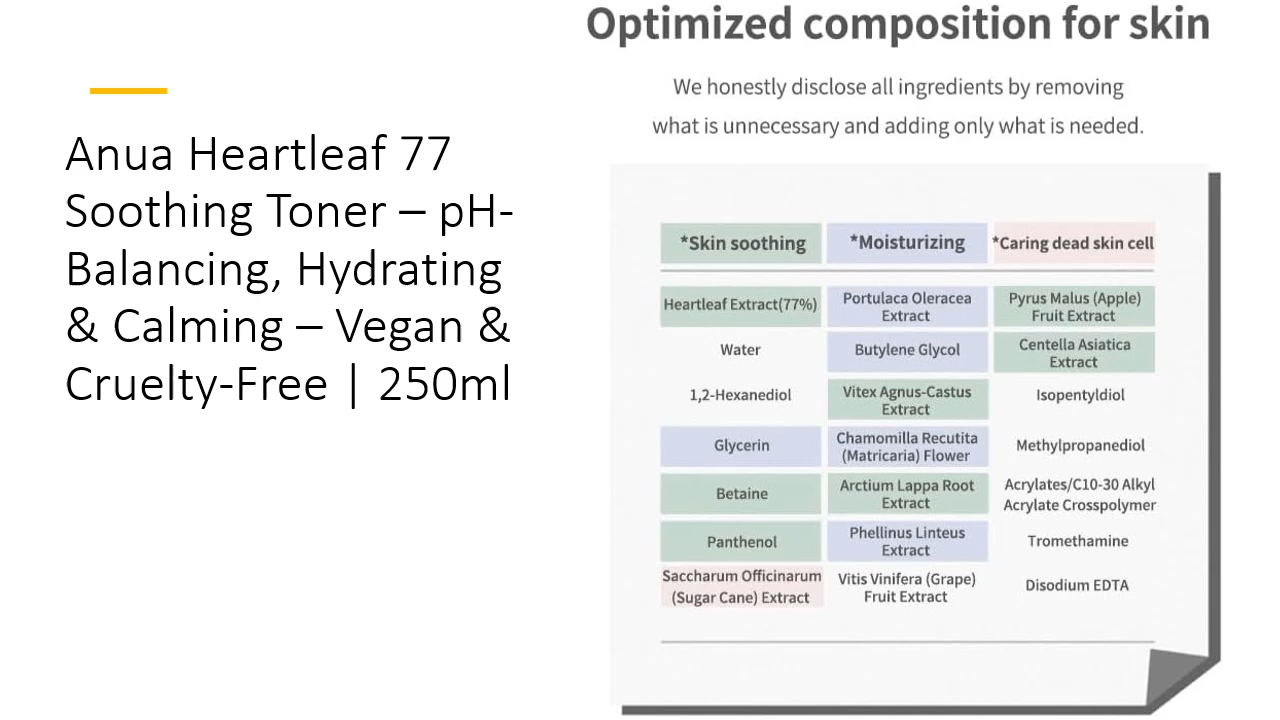 Anua Heartleaf 77
Soothing Toner – pH-
Balancing, Hydrating
& Calming – Vegan &
Cruelty-Free | 250ml
Optimized composition for skin
We honestly disclose all ingredients by removing
what is unnecessary and adding only what is needed.
*Skin soothing
*Moisturizing
*Caring dead skin cell
Heartleaf Extract(77%)
Portulaca Oleracea
Extract
Pyrus Malus (Apple)
Fruit Extract
Water
Butylene Glycol
Centella Asiatica
Extract
1,2-Hexanediol
Vitex Agnus-Castus
Extract
Isopentyldiol
Glycerin
Chamomilla Recutita
(Matricaria) Flower
Methylpropanediol
Betaine
Arctium Lappa Root
Extract
Acrylates/C10-30 Alkyl
Acrylate Crosspolymer
Panthenol
Phellinus Linteus
Extract
Tromethamine
Saccharum Officinarum
(Sugar Cane) Extract
Vitis Vinifera (Grape)
Fruit Extract
Disodium EDTA